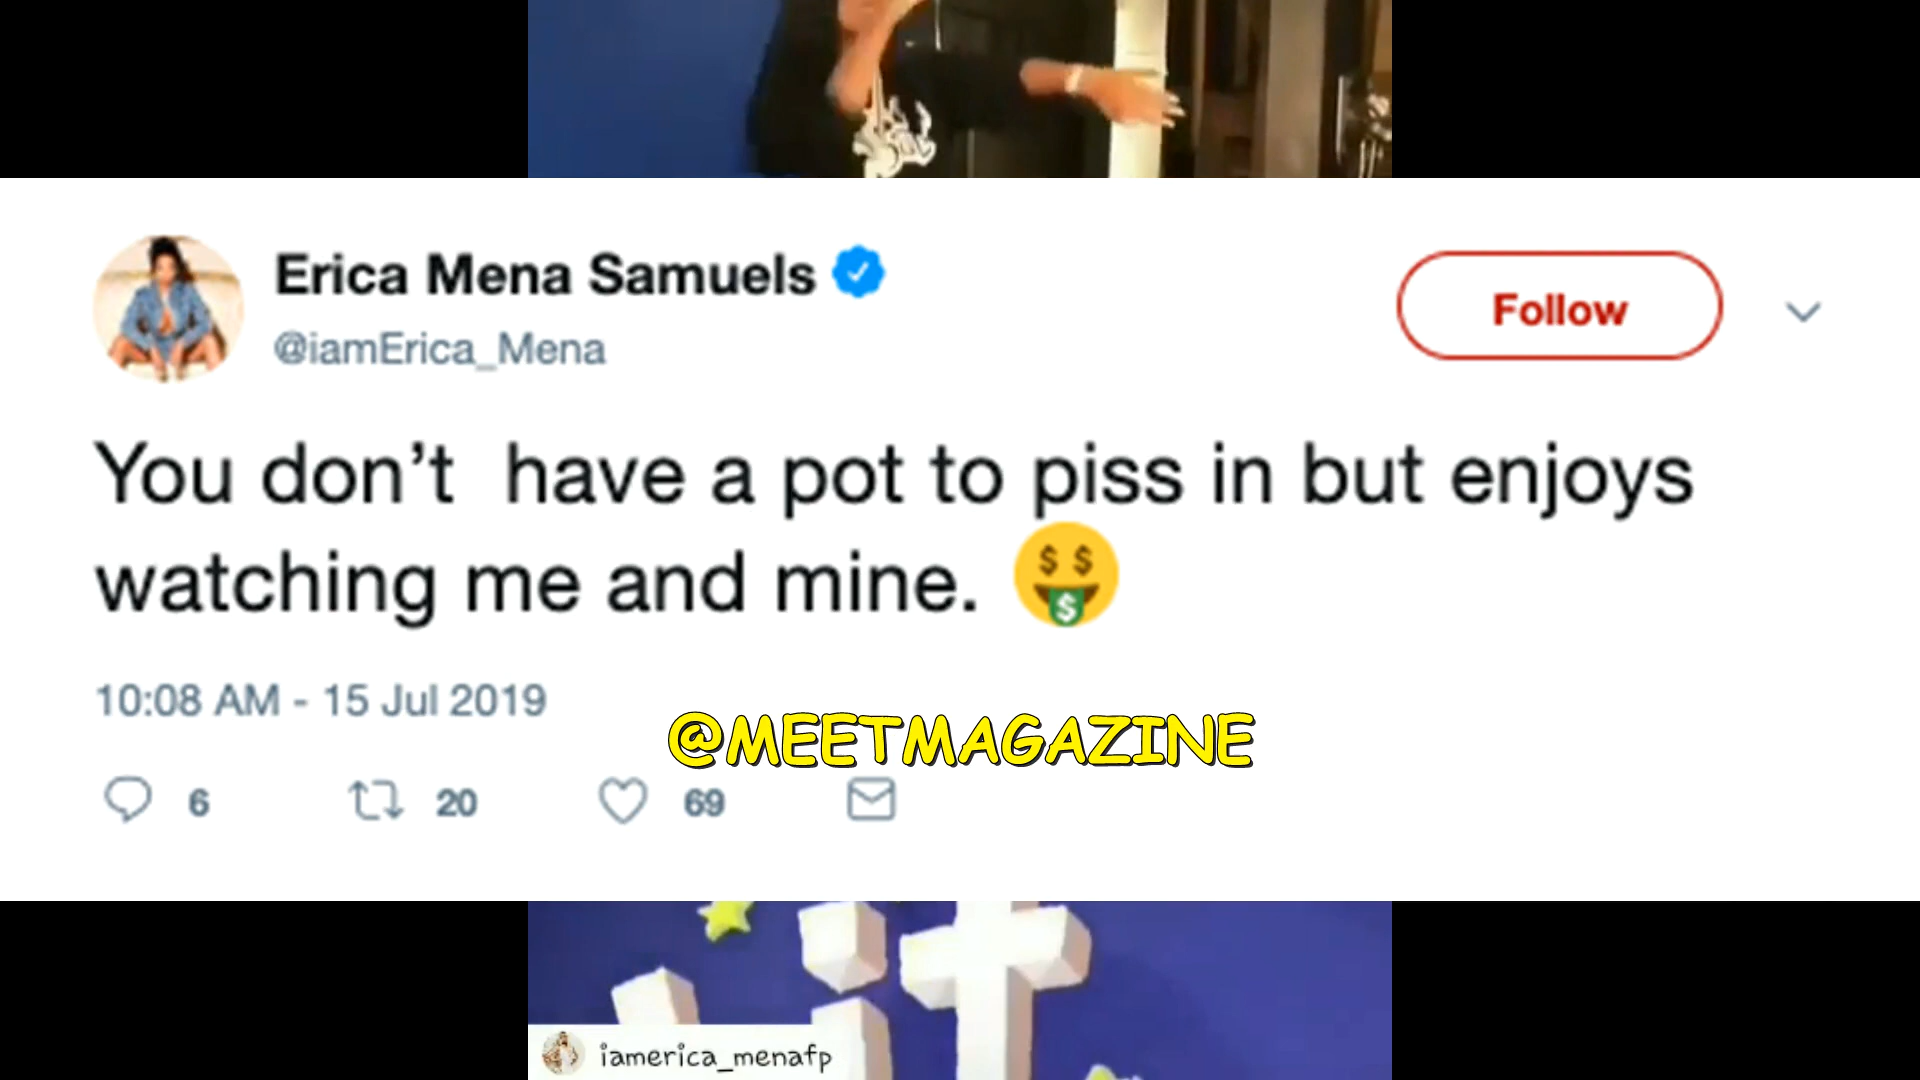 Erica Mena Samuels
@iamErica_Mena
Follow
You don’t  have a pot to piss in but enjoys
watching me and mine.
10:08 AM - 15 Jul 2019
@MEETMAGAZINE
6 20 69
it
iamerica_menafp